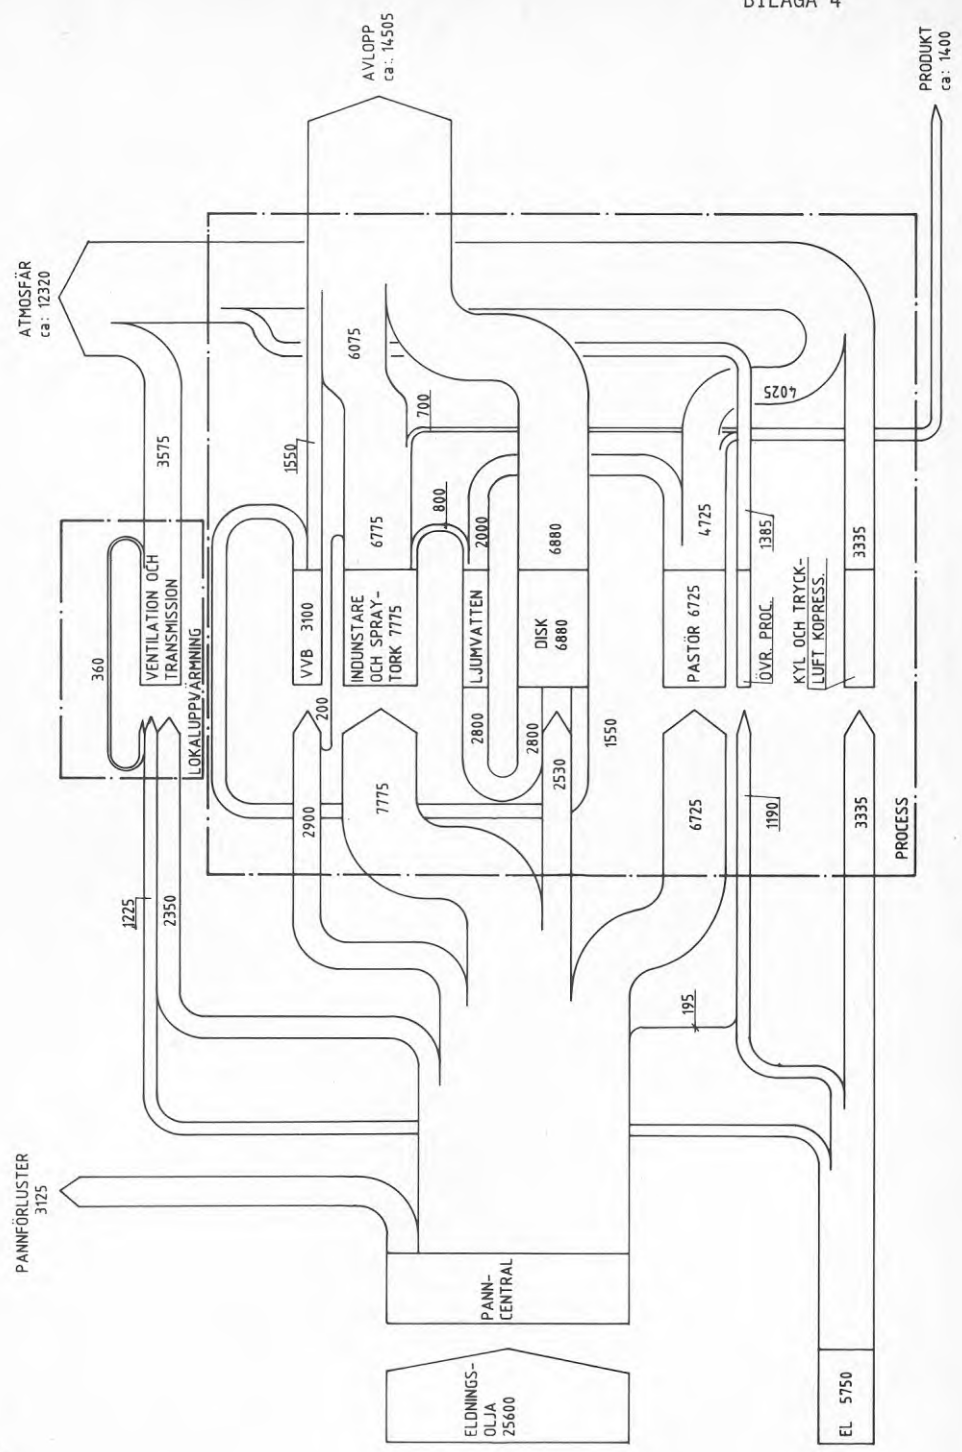 BILAGA 4
PANNFÖRLUSTER
3125
ATMOSFÄR
ca: 12320
1225
2350
360
VENTILATION OCH
TRANSMISSION
LOKALUPPVÄRMNING
3575
AVLOPP
ca: 14505
2900
200
VVB 3100
1550
7775
INDUNSTARE
OCH SPRAY-
TORK 7775
6775
6075
700
800
2800
LJUMVATTEN
2000
2800
2530
DISK
6880
6880
1550
ELDNINGS-
OLJA
25600
PANN-
CENTRAL
195
6725
PASTÖR 6725
4725
4025
1190
ÖVR. PROC.
1385
KYL OCH TRYCK-
LUFT KOPRESS.
EL 5750
3335
3335
PROCESS
PRODUKT
ca: 1400